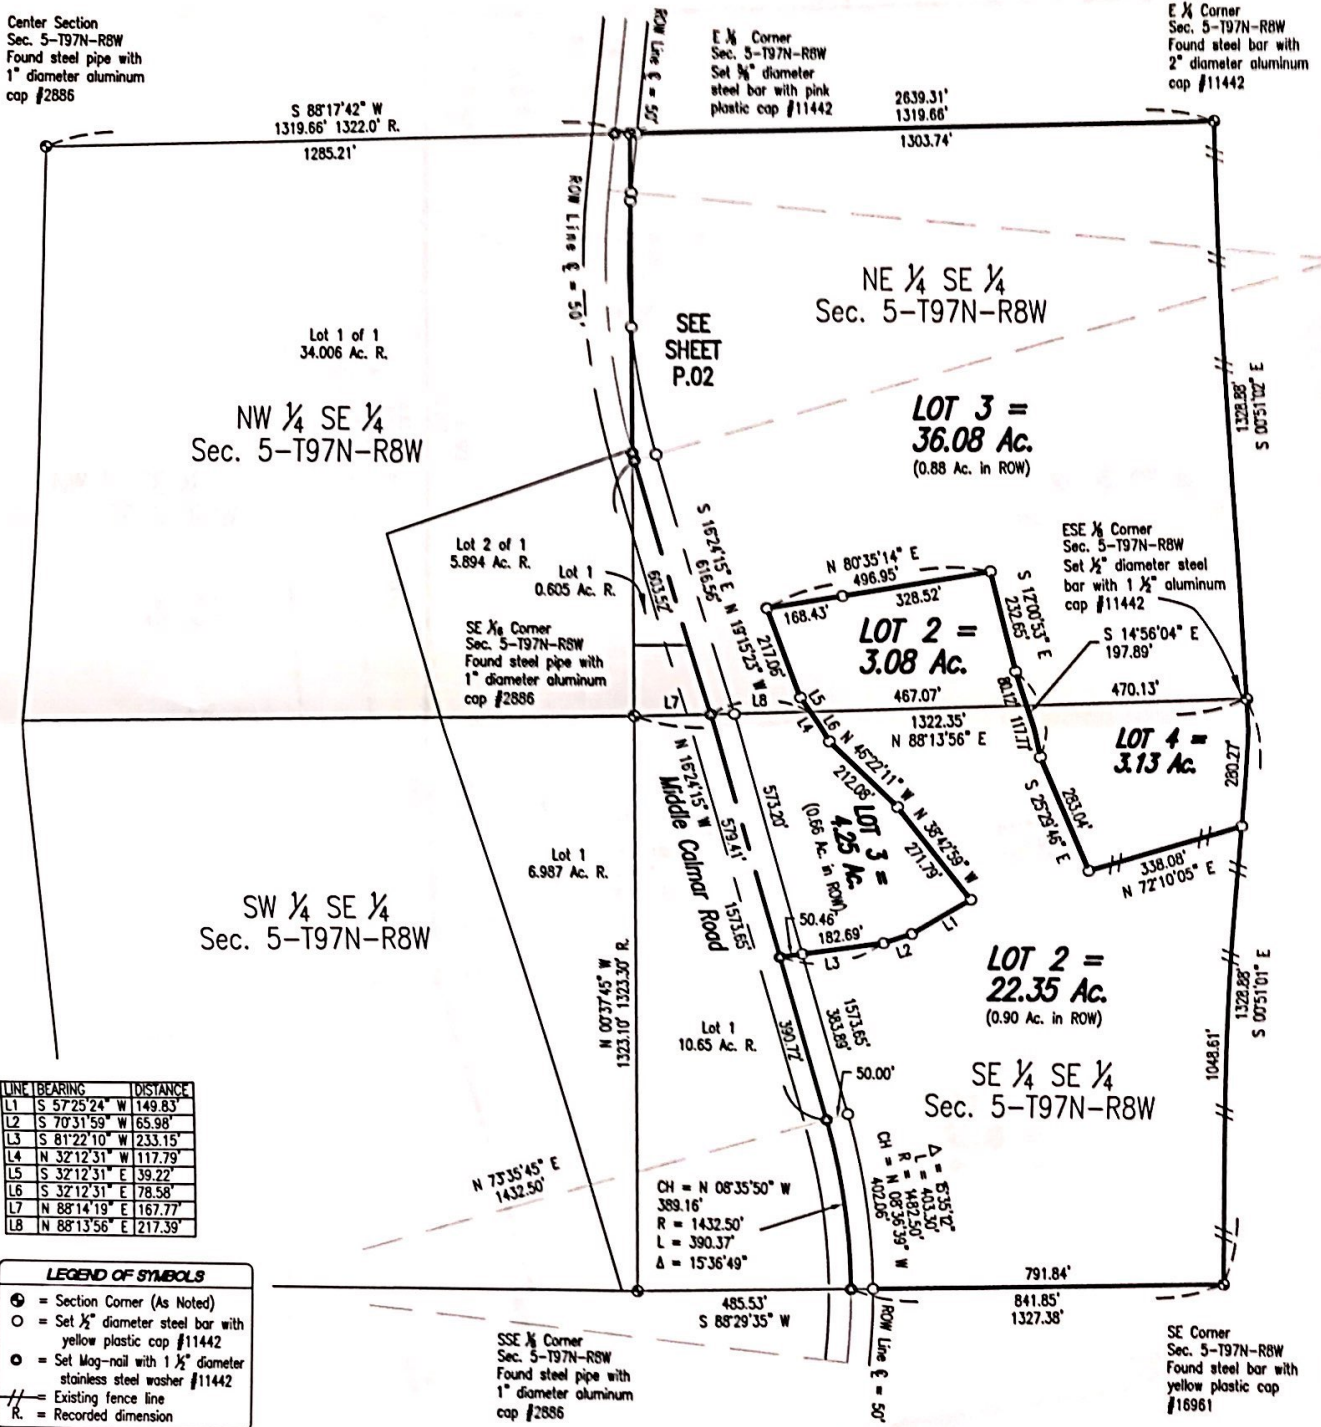 Center Section
Sec. 5-T97N-R8W
Found steel pipe with
1" diameter aluminum
cap #2886
S 88°17'42" W
1319.66' 1322.0' R.
1285.21'
ROW Line ℄ = 50'
E ⅛ Corner
Sec. 5-T97N-R8W
Set ⅝" diameter
steel bar with pink
plastic cap #11442
2639.31'
1319.66'
1303.74'
E ¼ Corner
Sec. 5-T97N-R8W
Found steel bar with
2" diameter aluminum
cap #11442
ROW Line ℄ = 50'
NE ¼ SE ¼
Sec. 5-T97N-R8W
SEE
SHEET
P.02
Lot 1 of 1
34.006 Ac. R.
NW ¼ SE ¼
Sec. 5-T97N-R8W
LOT 3 =
36.08 Ac.
(0.88 Ac. in ROW)
1328.88'
S 00°51'02" E
Lot 2 of 1
5.894 Ac. R.
Lot 1
0.605 Ac. R.
603.52'
S 16°24'15" E
616.56'
N 19°15'25" W
217.06'
N 80°35'14" E
496.95'
168.43'
328.52'
S 12°00'53" E
232.65'
ESE ⅛ Corner
Sec. 5-T97N-R8W
Set ½" diameter steel
bar with 1 ½" aluminum
cap #11442
S 14°56'04" E
197.89'
SE 1/16 Corner
Sec. 5-T97N-R8W
Found steel pipe with
1" diameter aluminum
cap #2886
LOT 2 =
3.08 Ac.
L7
L8
L5
L4
L6
467.07'
1322.35'
N 88°13'56" E
80.12'
117.77'
470.13'
LOT 4 =
3.13 Ac.
280.27'
N 16°24'15" W
Middle Calmar Road
579.41'
1573.65'
573.20'
N 46°22'11" W
212.08'
N 38°42'59" W
271.79'
LOT 3 =
4.25 Ac.
(0.66 Ac. in ROW)
283.04'
S 25°29'46" E
338.08'
N 72°10'05" E
Lot 1
6.987 Ac. R.
SW ¼ SE ¼
Sec. 5-T97N-R8W
50.46'
182.69'
L3
L2
L1
N 00°37'45" W
1323.10' 1323.30' R.
LOT 2 =
22.35 Ac.
(0.90 Ac. in ROW)
1328.88'
S 00°51'01" E
1048.61'
Lot 1
10.65 Ac. R.
390.72'
1573.65'
383.89'
50.00'
SE ¼ SE ¼
Sec. 5-T97N-R8W
LINE BEARING DISTANCE
L1 S 57°25'24" W 149.83'
L2 S 70°31'59" W 65.98'
L3 S 81°22'10" W 233.15'
L4 N 32°12'31" W 117.79'
L5 S 32°12'31" E 39.22'
L6 S 32°12'31" E 78.58'
L7 N 88°14'19" E 167.77'
L8 N 88°13'56" E 217.39'
N 73°35'45" E
1432.50'
CH = N 08°35'50" W
389.16'
R = 1432.50'
L = 390.37'
Δ = 15°36'49"
L = 403.30'
R = 1482.50'
CH = N 08°36'39" W
402.06'
LEGEND OF SYMBOLS
= Section Corner (As Noted)
= Set ½" diameter steel bar with
yellow plastic cap #11442
= Set Mag-nail with 1 ½" diameter
stainless steel washer #11442
= Existing fence line
R. = Recorded dimension
485.53'
S 88°29'35" W
791.84'
841.85'
1327.38'
ROW Line ℄ = 50'
SSE ⅛ Corner
Sec. 5-T97N-R8W
Found steel pipe with
1" diameter aluminum
cap #2886
SE Corner
Sec. 5-T97N-R8W
Found steel bar with
yellow plastic cap
#16961